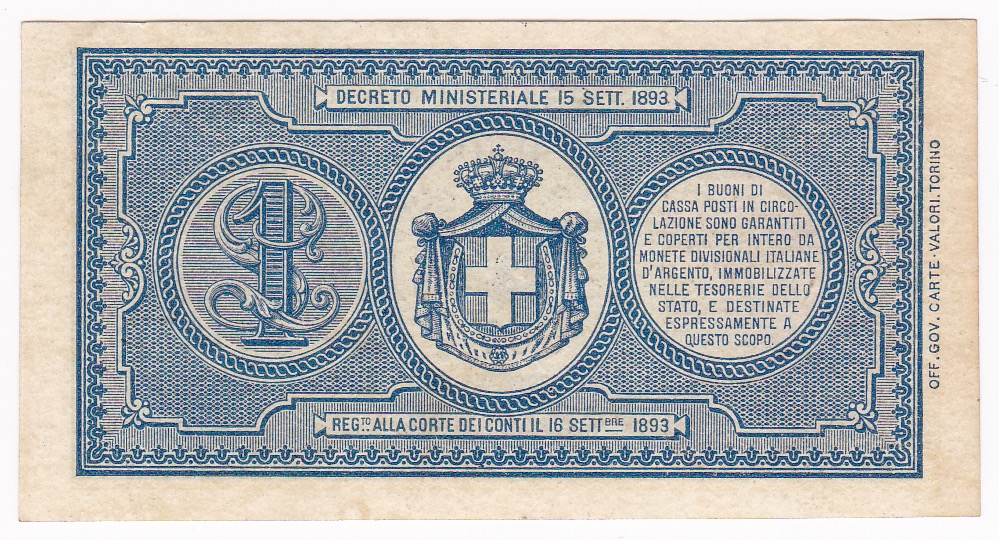 DECRETO MINISTERIALE 15 SETT. 1893
1
I BUONI DI
CASSA POSTI IN CIRCO-
LAZIONE SONO GARANTITI
E COPERTI PER INTERO DA
MONETE DIVISIONALI ITALIANE
D'ARGENTO, IMMOBILIZZATE
NELLE TESORERIE DELLO
STATO, E DESTINATE
ESPRESSAMENTE A
QUESTO SCOPO.
REG.TO ALLA CORTE DEI CONTI IL 16 SETT.BRE 1893
OFF. GOV. CARTE-VALORI. TORINO